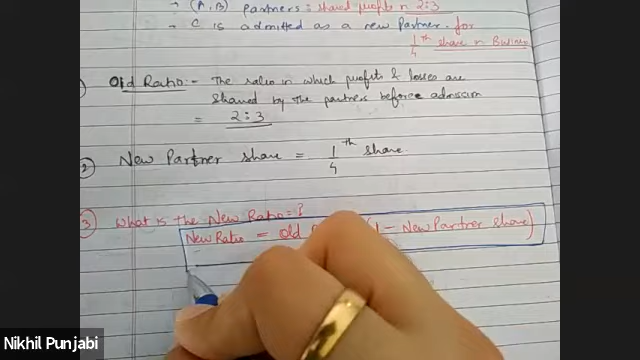 → (A, B) partners = shared profits in 2:3
→ C is admitted as a new Partner. for
1/4 th share in Business
Old Ratio:- The ratio in which profits & losses are
shared by the partners before admission
= 2:3
2 New Partner share = 1/4 th share.
3 What is the New Ratio = ?
New Ratio = Old (1 - New Partner share)
Nikhil Punjabi